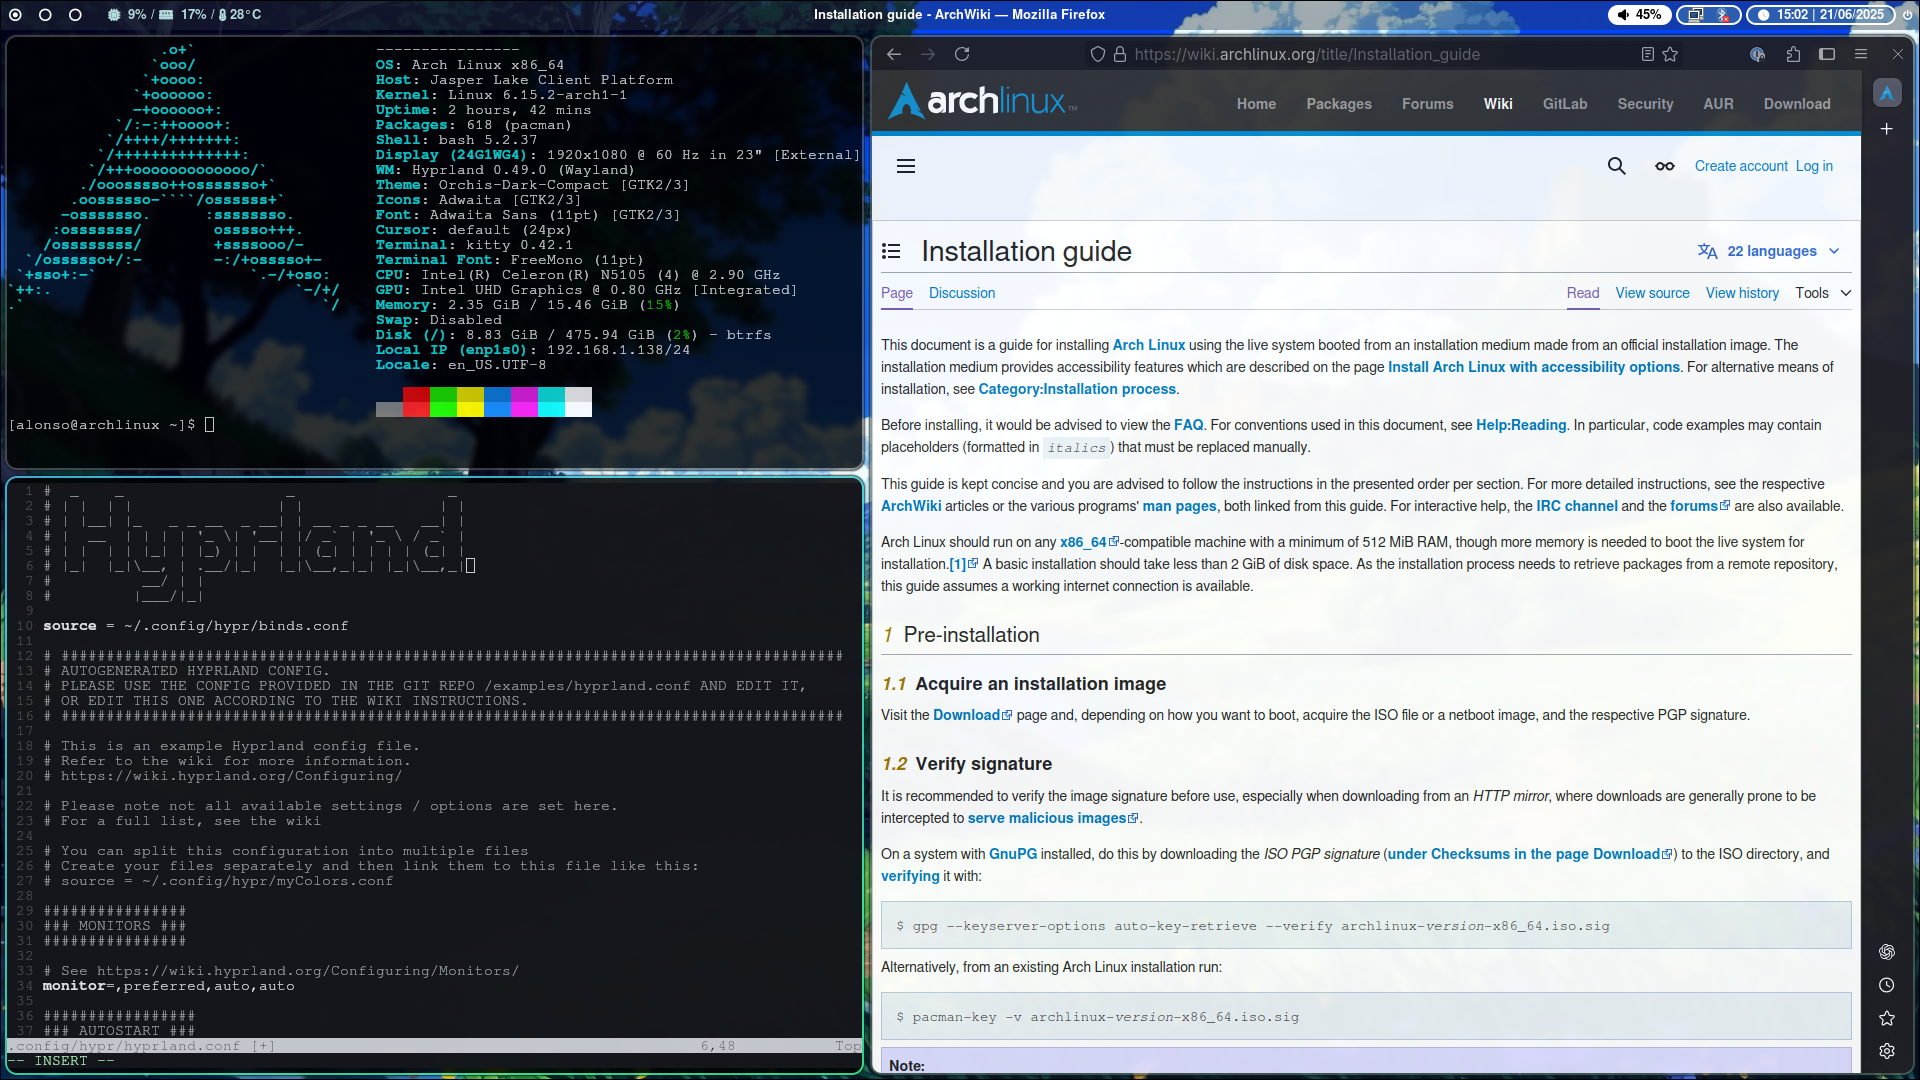 9% / 17% / 28°C
Installation guide - ArchWiki — Mozilla Firefox
45%
15:02 | 21/06/2025
----------------
OS: Arch Linux x86_64
Host: Jasper Lake Client Platform
Kernel: Linux 6.15.2-arch1-1
Uptime: 2 hours, 42 mins
Packages: 618 (pacman)
Shell: bash 5.2.37
Display (24G1WG4): 1920x1080 @ 60 Hz in 23" [External]
WM: Hyprland 0.49.0 (Wayland)
Theme: Orchis-Dark-Compact [GTK2/3]
Icons: Adwaita [GTK2/3]
Font: Adwaita Sans (11pt) [GTK2/3]
Cursor: default (24px)
Terminal: kitty 0.42.1
Terminal Font: FreeMono (11pt)
CPU: Intel(R) Celeron(R) N5105 (4) @ 2.90 GHz
GPU: Intel UHD Graphics @ 0.80 GHz [Integrated]
Memory: 2.35 GiB / 15.46 GiB (15%)
Swap: Disabled
Disk (/): 8.83 GiB / 475.94 GiB (2%) - btrfs
Local IP (enp1s0): 192.168.1.138/24
Locale: en_US.UTF-8
[alonso@archlinux ~]$
1 #
2 #
3 #
4 #
5 #
6 #
7 #
8 #
9
10 source = ~/.config/hypr/binds.conf
11
12 # #######################################################################################
13 # AUTOGENERATED HYPRLAND CONFIG.
14 # PLEASE USE THE CONFIG PROVIDED IN THE GIT REPO /examples/hyprland.conf AND EDIT IT,
15 # OR EDIT THIS ONE ACCORDING TO THE WIKI INSTRUCTIONS.
16 # #######################################################################################
17
18 # This is an example Hyprland config file.
19 # Refer to the wiki for more information.
20 # https://wiki.hyprland.org/Configuring/
21
22 # Please note not all available settings / options are set here.
23 # For a full list, see the wiki
24
25 # You can split this configuration into multiple files
26 # Create your files separately and then link them to this file like this:
27 # source = ~/.config/hypr/myColors.conf
28
29 ################
30 ### MONITORS ###
31 ################
32
33 # See https://wiki.hyprland.org/Configuring/Monitors/
34 monitor=,preferred,auto,auto
35
36 #################
37 ### AUTOSTART ###
.config/hypr/hyprland.conf [+] 6,48 Top
-- INSERT --
https://wiki.archlinux.org/title/Installation_guide
archlinux™
Home Packages Forums Wiki GitLab Security AUR Download
Create account Log in
Installation guide
22 languages
Page Discussion Read View source View history Tools
This document is a guide for installing Arch Linux using the live system booted from an installation medium made from an official installation image. The
installation medium provides accessibility features which are described on the page Install Arch Linux with accessibility options. For alternative means of
installation, see Category:Installation process.
Before installing, it would be advised to view the FAQ. For conventions used in this document, see Help:Reading. In particular, code examples may contain
placeholders (formatted in italics) that must be replaced manually.
This guide is kept concise and you are advised to follow the instructions in the presented order per section. For more detailed instructions, see the respective
ArchWiki articles or the various programs' man pages, both linked from this guide. For interactive help, the IRC channel and the forums are also available.
Arch Linux should run on any x86_64-compatible machine with a minimum of 512 MiB RAM, though more memory is needed to boot the live system for
installation.[1] A basic installation should take less than 2 GiB of disk space. As the installation process needs to retrieve packages from a remote repository,
this guide assumes a working internet connection is available.
1 Pre-installation
1.1 Acquire an installation image
Visit the Download page and, depending on how you want to boot, acquire the ISO file or a netboot image, and the respective PGP signature.
1.2 Verify signature
It is recommended to verify the image signature before use, especially when downloading from an HTTP mirror, where downloads are generally prone to be
intercepted to serve malicious images.
On a system with GnuPG installed, do this by downloading the ISO PGP signature (under Checksums in the page Download) to the ISO directory, and
verifying it with:
$ gpg --keyserver-options auto-key-retrieve --verify archlinux-version-x86_64.iso.sig
Alternatively, from an existing Arch Linux installation run:
$ pacman-key -v archlinux-version-x86_64.iso.sig
Note: